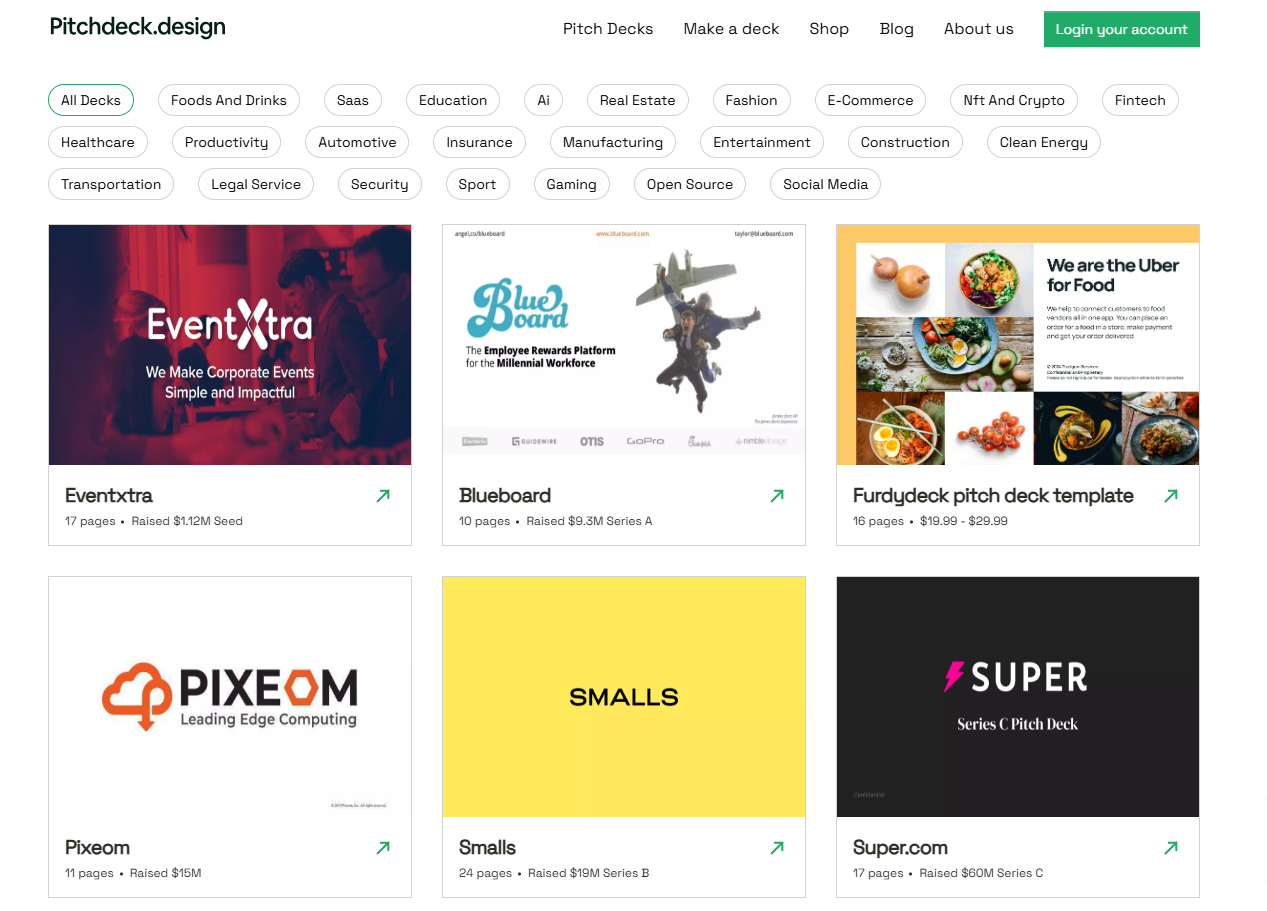 Pitchdeck.design
Pitch Decks Make a deck Shop Blog About us Login your account
All Decks Foods And Drinks Saas Education Ai Real Estate Fashion E-Commerce Nft And Crypto Fintech
Healthcare Productivity Automotive Insurance Manufacturing Entertainment Construction Clean Energy
Transportation Legal Service Security Sport Gaming Open Source Social Media
EventXtra
We Make Corporate Events
Simple and Impactful
Eventxtra
17 pages • Raised $1.12M Seed
angel.co/blueboard www.blueboard.com taylor@blueboard.com
Blue
Board
The Employee Rewards Platform
for the Millennial Workforce
GUIDEWIRE OTIS GoPro nimblestorage
Blueboard
10 pages • Raised $9.3M Series A
We are the Uber
for Food
We help to connect customers to food
vendors all in one app. You can place an
order for a food in a store, make payment
and get your order delivered
Confidential and Proprietary
Furdydeck pitch deck template
16 pages • $19.99 - $29.99
PIXEOM
Leading Edge Computing
Pixeom
11 pages • Raised $15M
SMALLS
Smalls
24 pages • Raised $19M Series B
SUPER
Series C Pitch Deck
Confidential
Super.com
17 pages • Raised $60M Series C